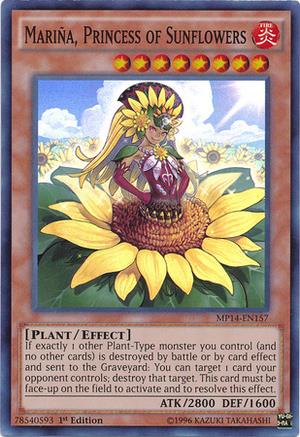 Mariña, Princess of Sunflowers
FIRE
炎
MP14-EN157
[Plant/Effect]
If exactly 1 other Plant-Type monster you control (and
no other cards) is destroyed by battle or by card effect
and sent to the Graveyard: You can target 1 card
your opponent controls; destroy that target. This card must be
face-up on the field to activate and to resolve this effect.
ATK/2800 DEF/1600
78540593 1st Edition ©1996 KAZUKI TAKAHASHI